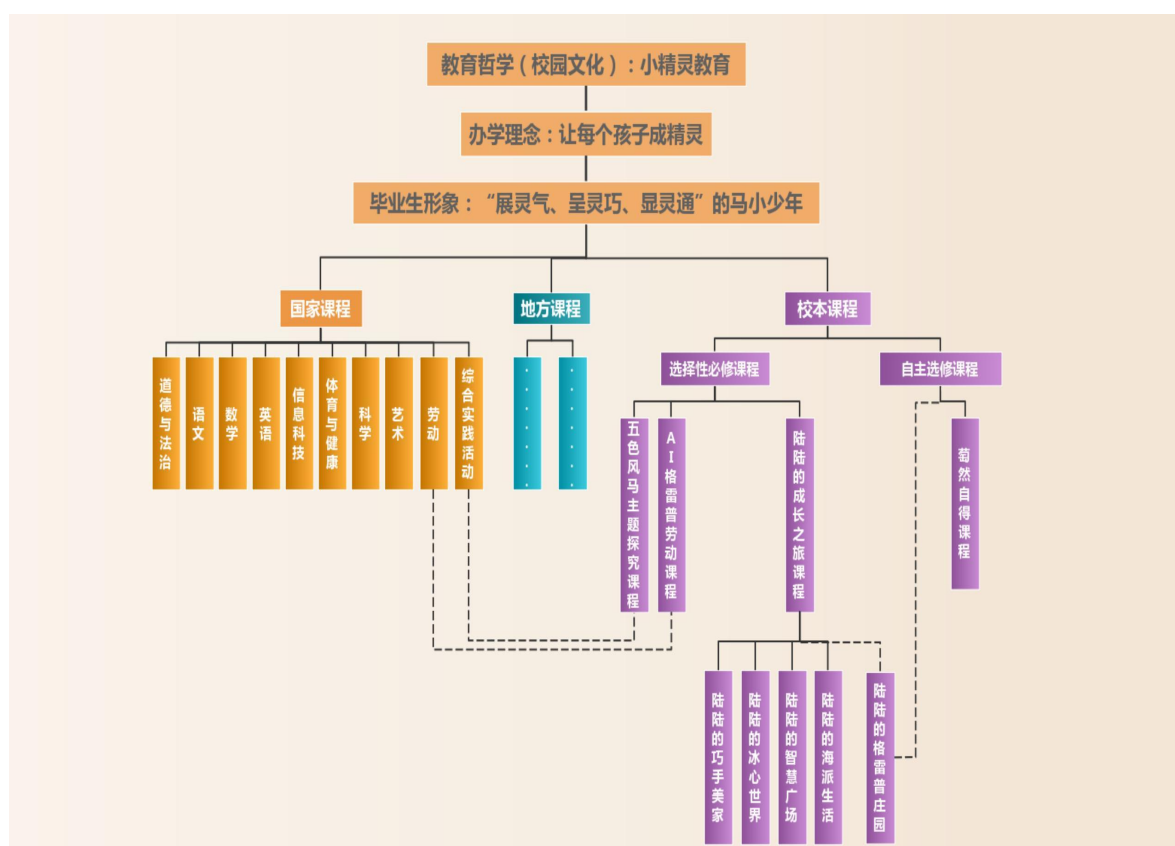 教育哲学（校园文化）：小精灵教育
办学理念：让每个孩子成精灵
毕业生形象：“展灵气、呈灵巧、显灵通”的马小少年
国家课程
地方课程
校本课程
选择性必修课程
自主选修课程
道德与法治
语文
数学
英语
信息科技
体育与健康
科学
艺术
劳动
综合实践活动
五色风马主题探究课程
AI格雷普劳动课程
陆陆的成长之旅课程
萄然自得课程
陆陆的巧手美家
陆陆的冰心世界
陆陆的智慧广场
陆陆的海派生活
陆陆的格雷普庄园